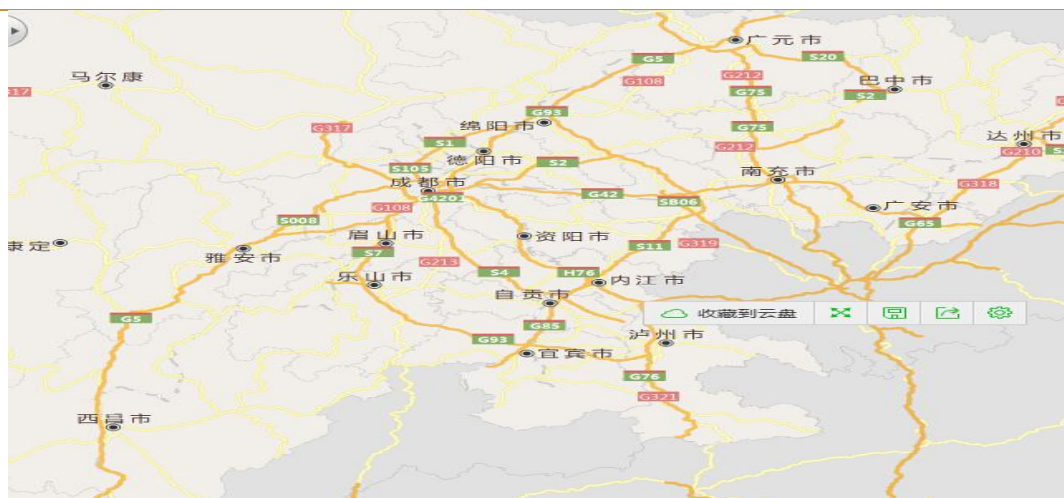 广元市
G5
S20
马尔康
G108
G212
巴中市
317
G75
S2
G93
绵阳市
G317
G75
达州市
S1
G212
G210
德阳市
S2
S105
南充市
成都市
G318
G42
G4201
SB06
G108
广安市
S008
G65
眉山市
资阳市
S11
G319
康定
雅安市
S7
G213
乐山市
S4
H76
内江市
自贡市
收藏到云盘
G5
G85
泸州市
G93
宜宾市
G76
G321
西昌市